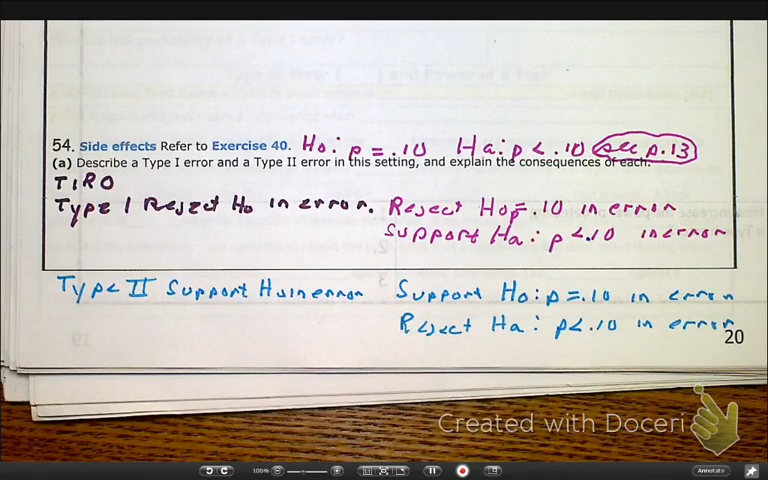 54. Side effects Refer to Exercise 40. Ho: p = .10 Ha: p < .10 see p.13
(a) Describe a Type I error and a Type II error in this setting, and explain the consequences of each.
TIRO
Type I Reject Ho in error. Reject Ho p=.10 in error
Support Ha: p <.10 in error
Type II Support Ho in error Support Ho: p=.10 in error
Reject Ha: p<.10 in error
20
19
Created with Doceri
106%
Annotate